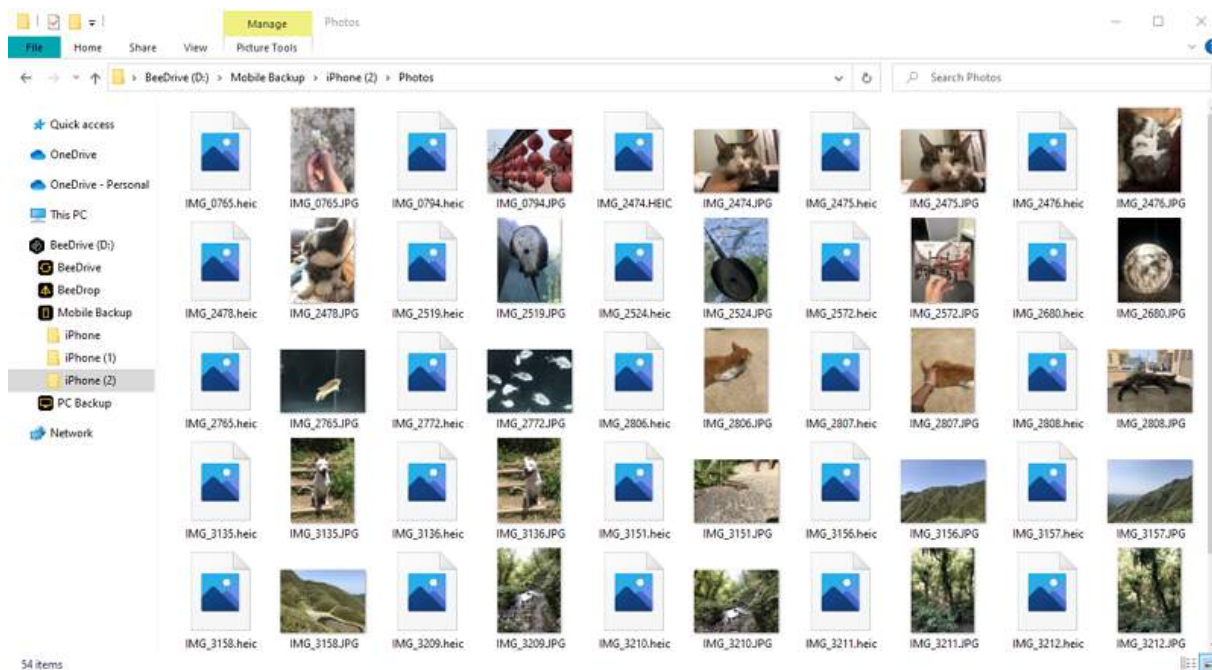 Manage
Photos
File
Home
Share
View
Picture Tools
BeeDrive (D:) › Mobile Backup › iPhone (2) › Photos
Search Photos
Quick access
OneDrive
OneDrive - Personal
This PC
BeeDrive (D:)
BeeDrive
BeeDrop
Mobile Backup
iPhone
iPhone (1)
iPhone (2)
PC Backup
Network
IMG_0765.heic IMG_0765.JPG IMG_0794.heic IMG_0794.JPG IMG_2474.HEIC IMG_2474.JPG IMG_2475.heic IMG_2475.JPG IMG_2476.heic IMG_2476.JPG
IMG_2478.heic IMG_2478.JPG IMG_2519.heic IMG_2519.JPG IMG_2524.heic IMG_2524.JPG IMG_2572.heic IMG_2572.JPG IMG_2680.heic IMG_2680.JPG
IMG_2765.heic IMG_2765.JPG IMG_2772.heic IMG_2772.JPG IMG_2806.heic IMG_2806.JPG IMG_2807.heic IMG_2807.JPG IMG_2808.heic IMG_2808.JPG
IMG_3135.heic IMG_3135.JPG IMG_3136.heic IMG_3136.JPG IMG_3151.heic IMG_3151.JPG IMG_3156.heic IMG_3156.JPG IMG_3157.heic IMG_3157.JPG
IMG_3158.heic IMG_3158.JPG IMG_3209.heic IMG_3209.JPG IMG_3210.heic IMG_3210.JPG IMG_3211.heic IMG_3211.JPG IMG_3212.heic IMG_3212.JPG
54 items